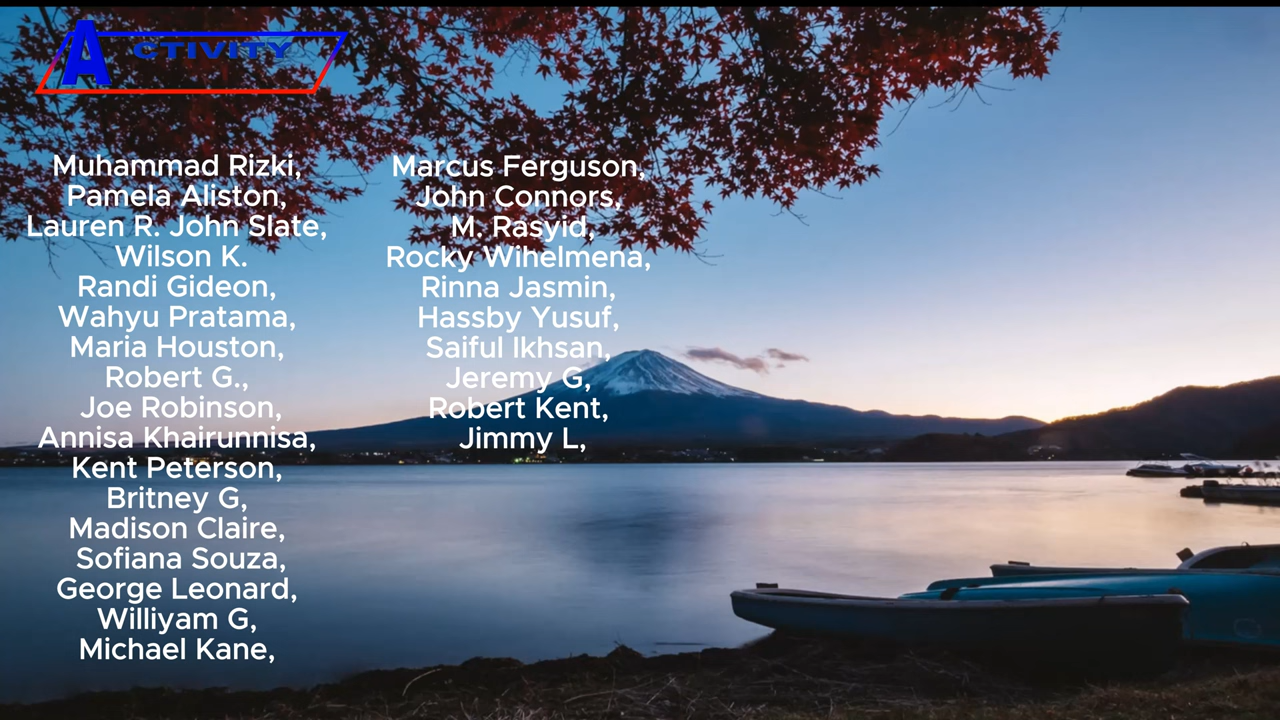 ACTIVITY
Muhammad Rizki,
Pamela Aliston,
Lauren R. John Slate,
Wilson K.
Randi Gideon,
Wahyu Pratama,
Maria Houston,
Robert G.,
Joe Robinson,
Annisa Khairunnisa,
Kent Peterson,
Britney G,
Madison Claire,
Sofiana Souza,
George Leonard,
Williyam G,
Michael Kane,
Marcus Ferguson,
John Connors,
M. Rasyid,
Rocky Wihelmena,
Rinna Jasmin,
Hassby Yusuf,
Saiful Ikhsan,
Jeremy G,
Robert Kent,
Jimmy L,